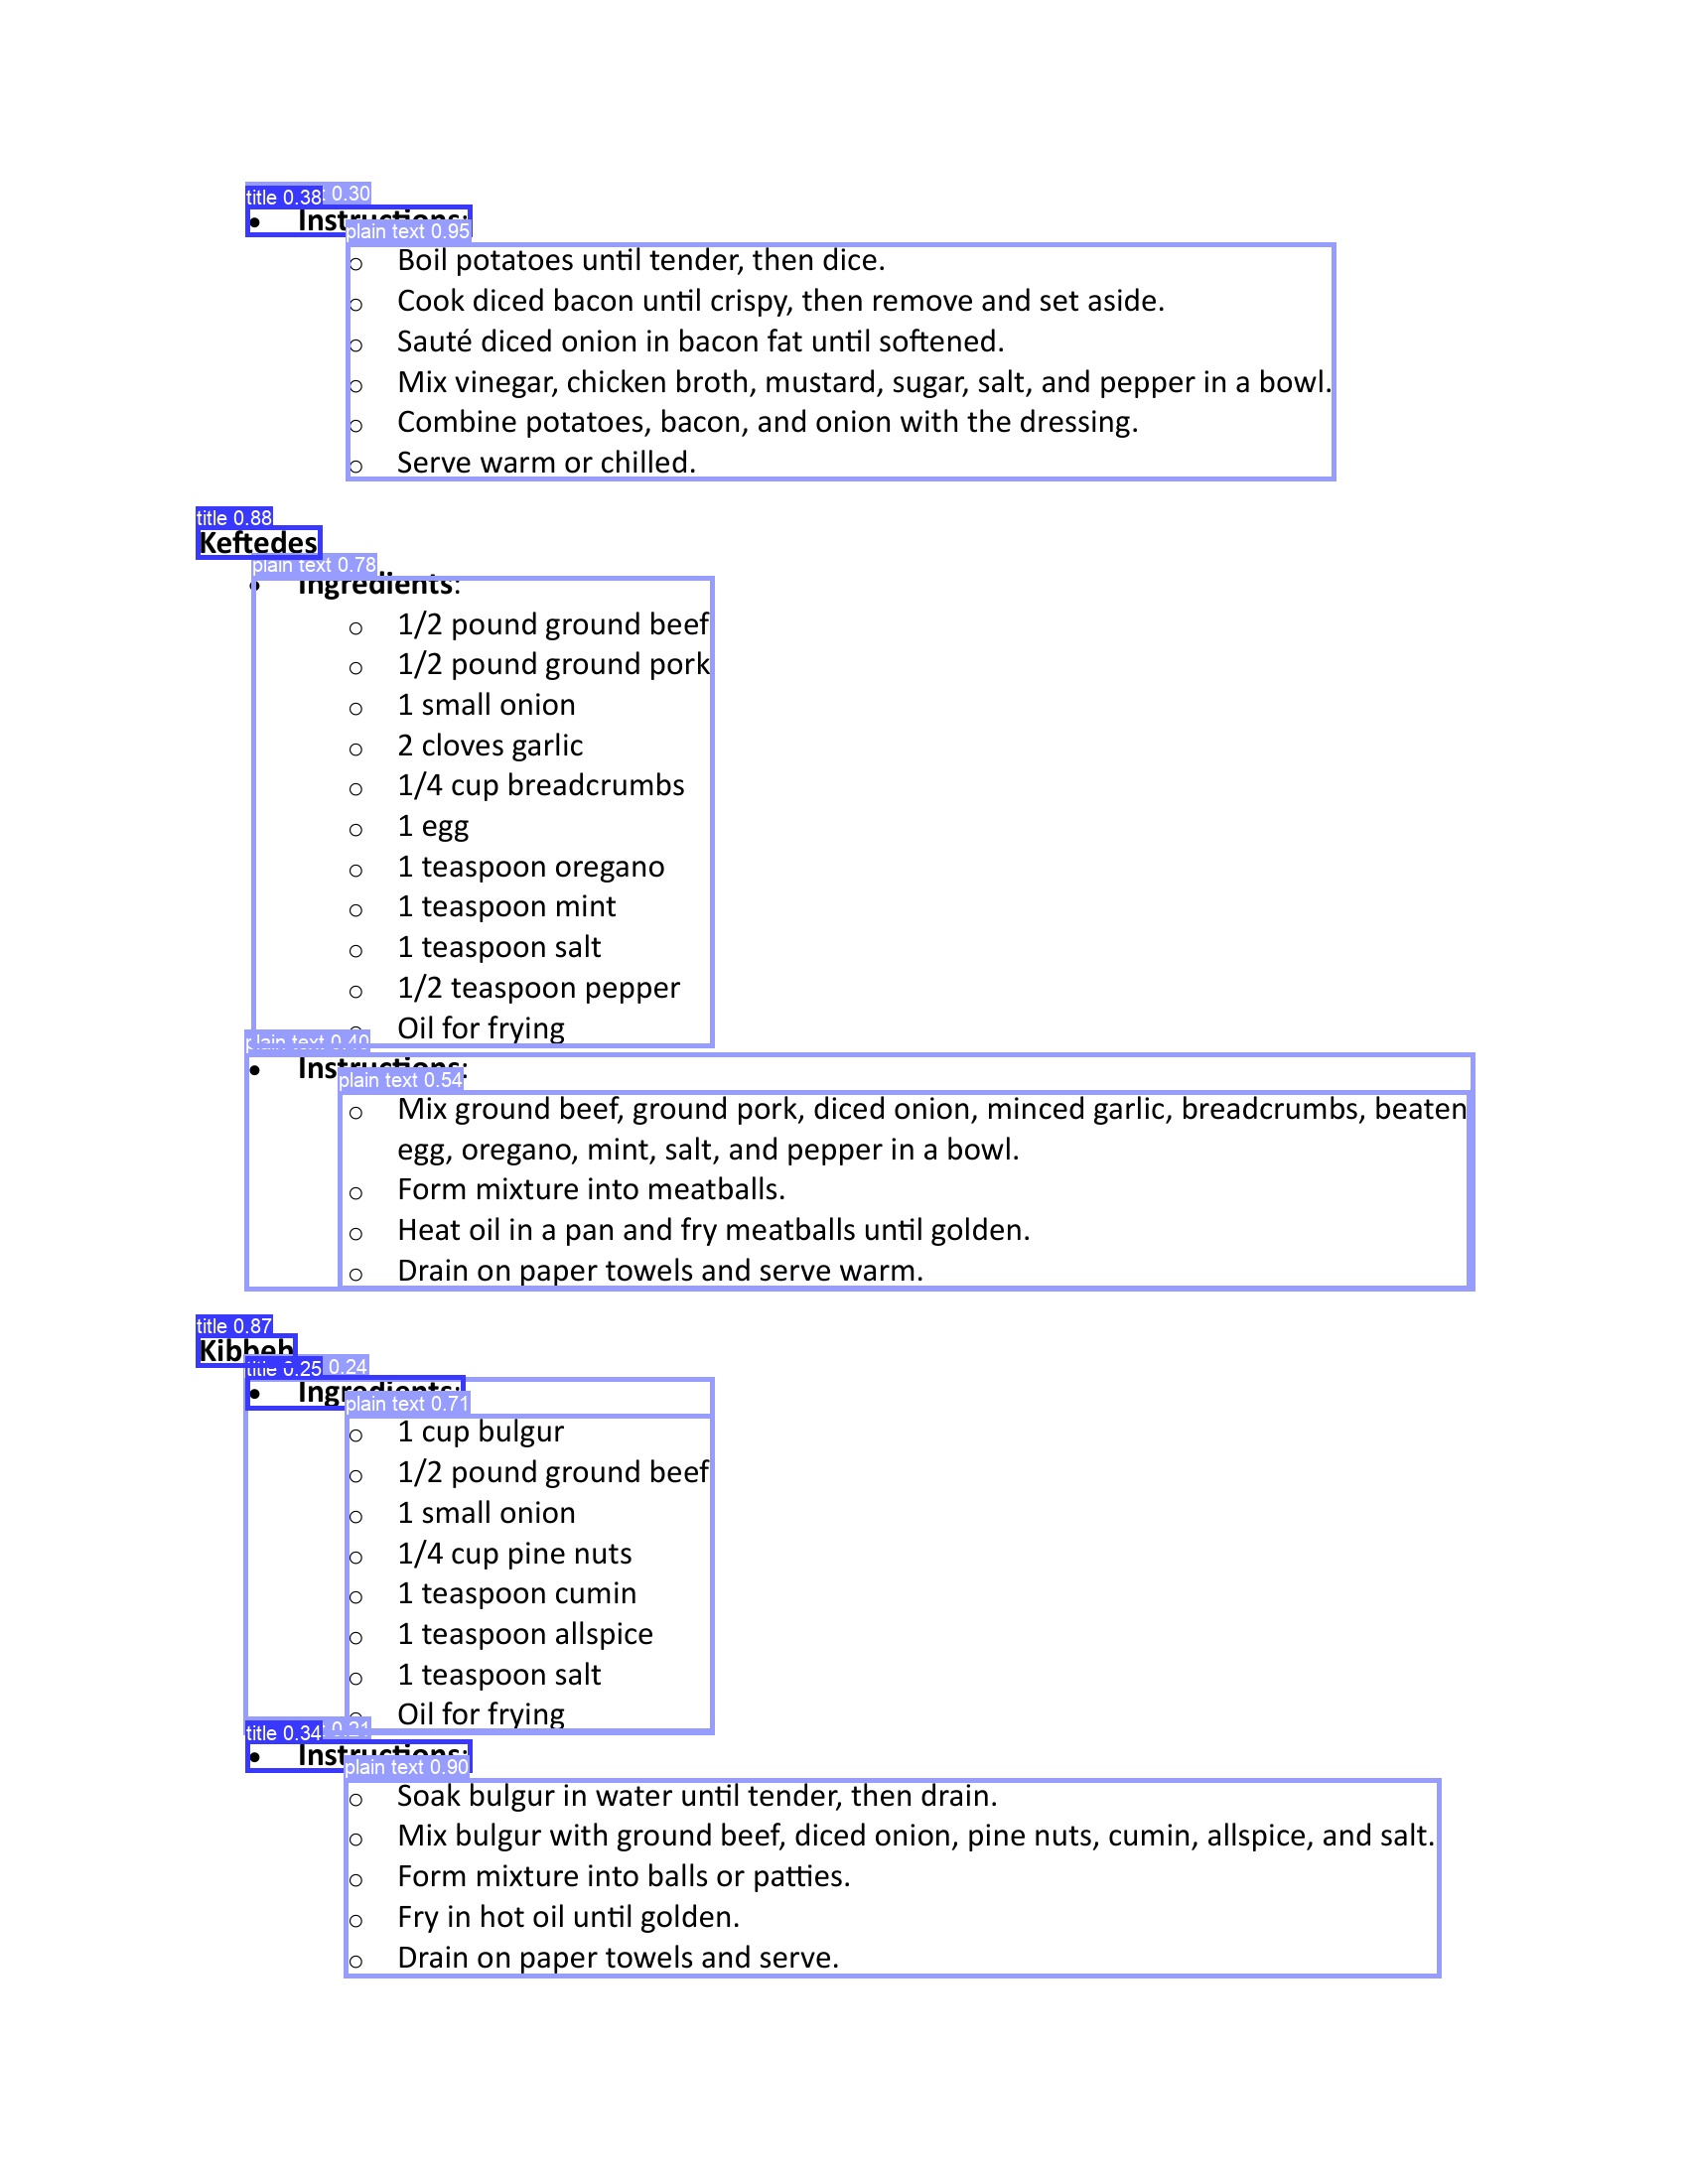 title 0.38 0.30
• Instructions:
plain text 0.95
○ Boil potatoes until tender, then dice.
○ Cook diced bacon until crispy, then remove and set aside.
○ Sauté diced onion in bacon fat until softened.
○ Mix vinegar, chicken broth, mustard, sugar, salt, and pepper in a bowl.
○ Combine potatoes, bacon, and onion with the dressing.
○ Serve warm or chilled.
title 0.88
Keftedes
plain text 0.78
• Ingredients:
○ 1/2 pound ground beef
○ 1/2 pound ground pork
○ 1 small onion
○ 2 cloves garlic
○ 1/4 cup breadcrumbs
○ 1 egg
○ 1 teaspoon oregano
○ 1 teaspoon mint
○ 1 teaspoon salt
○ 1/2 teaspoon pepper
○ Oil for frying
plain text 0.40
• Instructions:
plain text 0.54
○ Mix ground beef, ground pork, diced onion, minced garlic, breadcrumbs, beaten
egg, oregano, mint, salt, and pepper in a bowl.
○ Form mixture into meatballs.
○ Heat oil in a pan and fry meatballs until golden.
○ Drain on paper towels and serve warm.
title 0.87
Kibbeh
title 0.25 0.24
• Ingredients:
plain text 0.71
○ 1 cup bulgur
○ 1/2 pound ground beef
○ 1 small onion
○ 1/4 cup pine nuts
○ 1 teaspoon cumin
○ 1 teaspoon allspice
○ 1 teaspoon salt
○ Oil for frying
title 0.34 0.21
• Instructions:
plain text 0.90
○ Soak bulgur in water until tender, then drain.
○ Mix bulgur with ground beef, diced onion, pine nuts, cumin, allspice, and salt.
○ Form mixture into balls or patties.
○ Fry in hot oil until golden.
○ Drain on paper towels and serve.